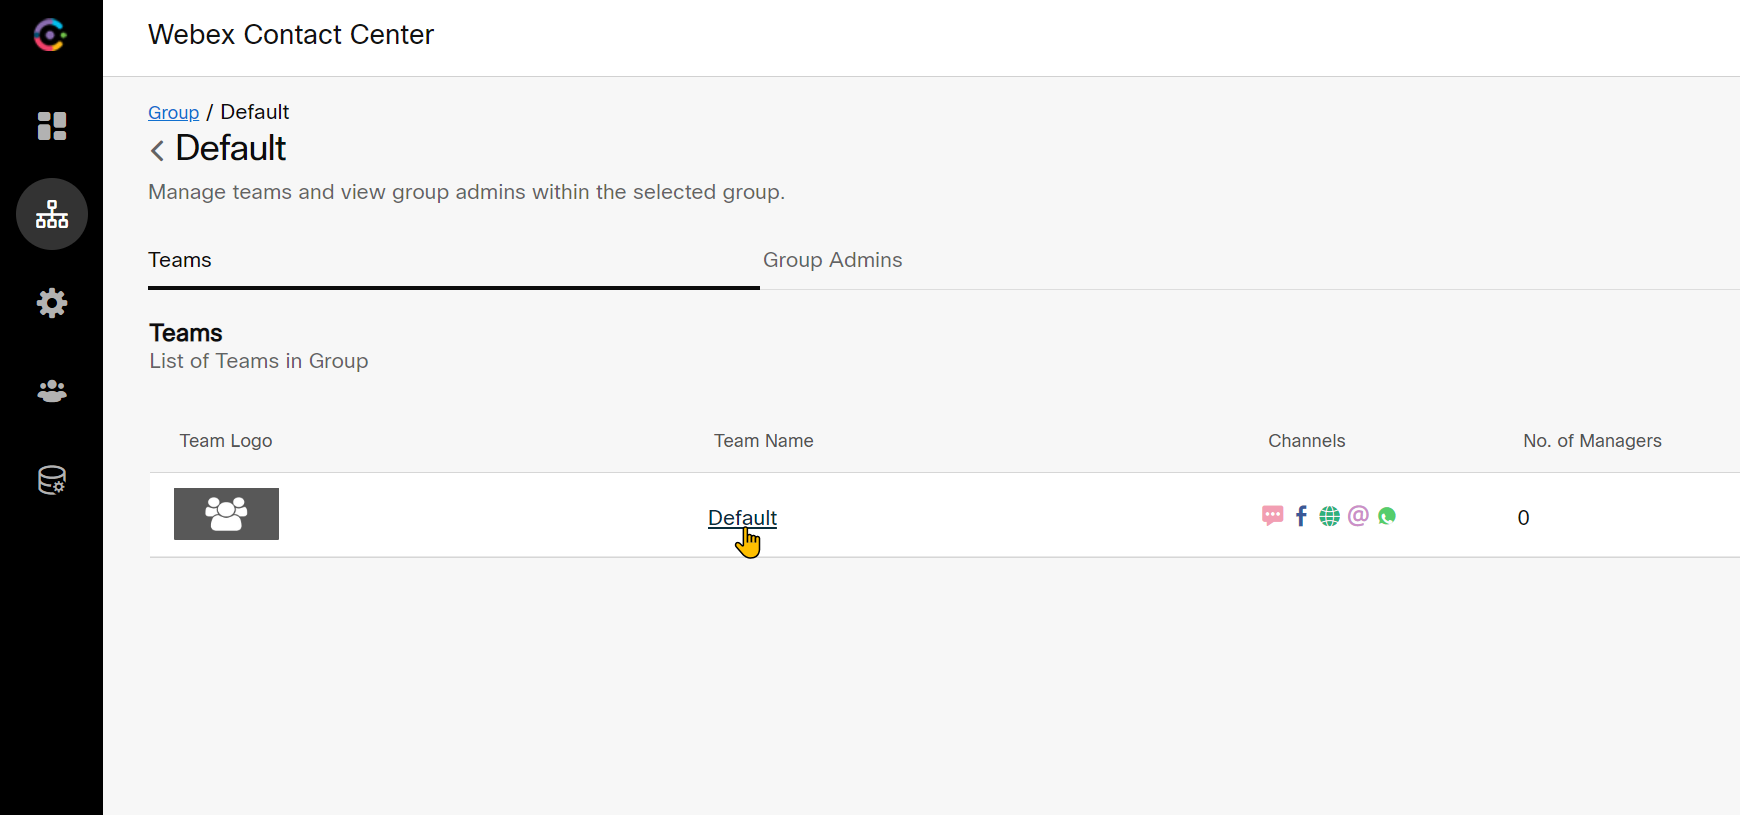 Webex Contact Center
Group / Default
Default
Manage teams and view group admins within the selected group.
Teams Group Admins
Teams
List of Teams in Group
Team Logo Team Name Channels No. of Managers
Default 0